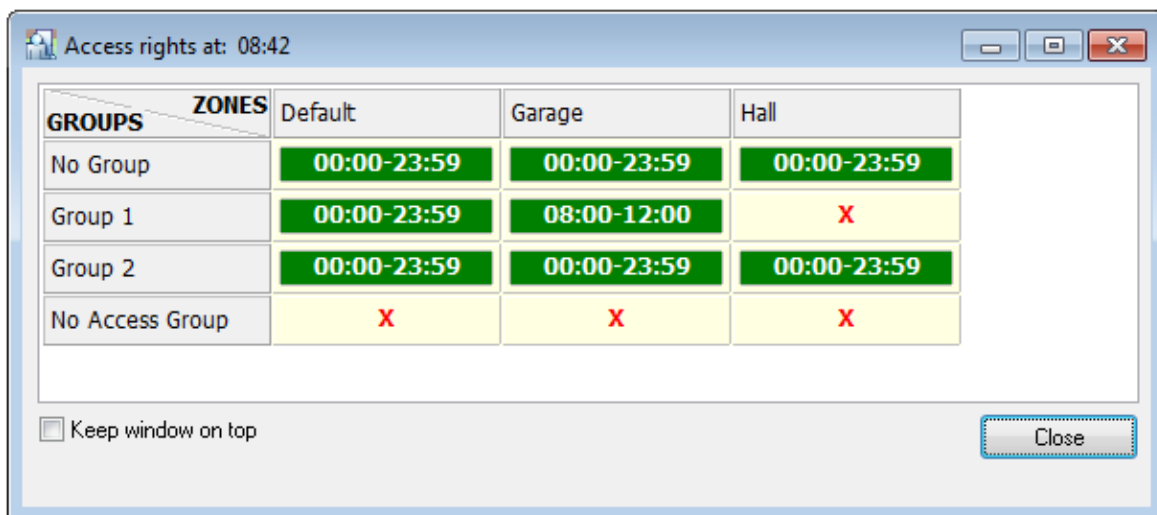 Access rights at: 08:42
ZONES
GROUPS Default Garage Hall
No Group 00:00-23:59 00:00-23:59 00:00-23:59
Group 1 00:00-23:59 08:00-12:00 X
Group 2 00:00-23:59 00:00-23:59 00:00-23:59
No Access Group X X X
Keep window on top Close